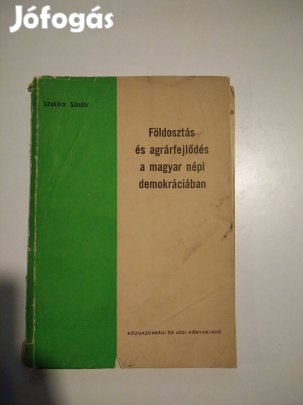 Jófogás
Szakács Sándor
Földosztás
és agrárfejlődés
a magyar népi
demokráciában
KÖZGAZDASÁGI ÉS JOGI KÖNYVKIADÓ